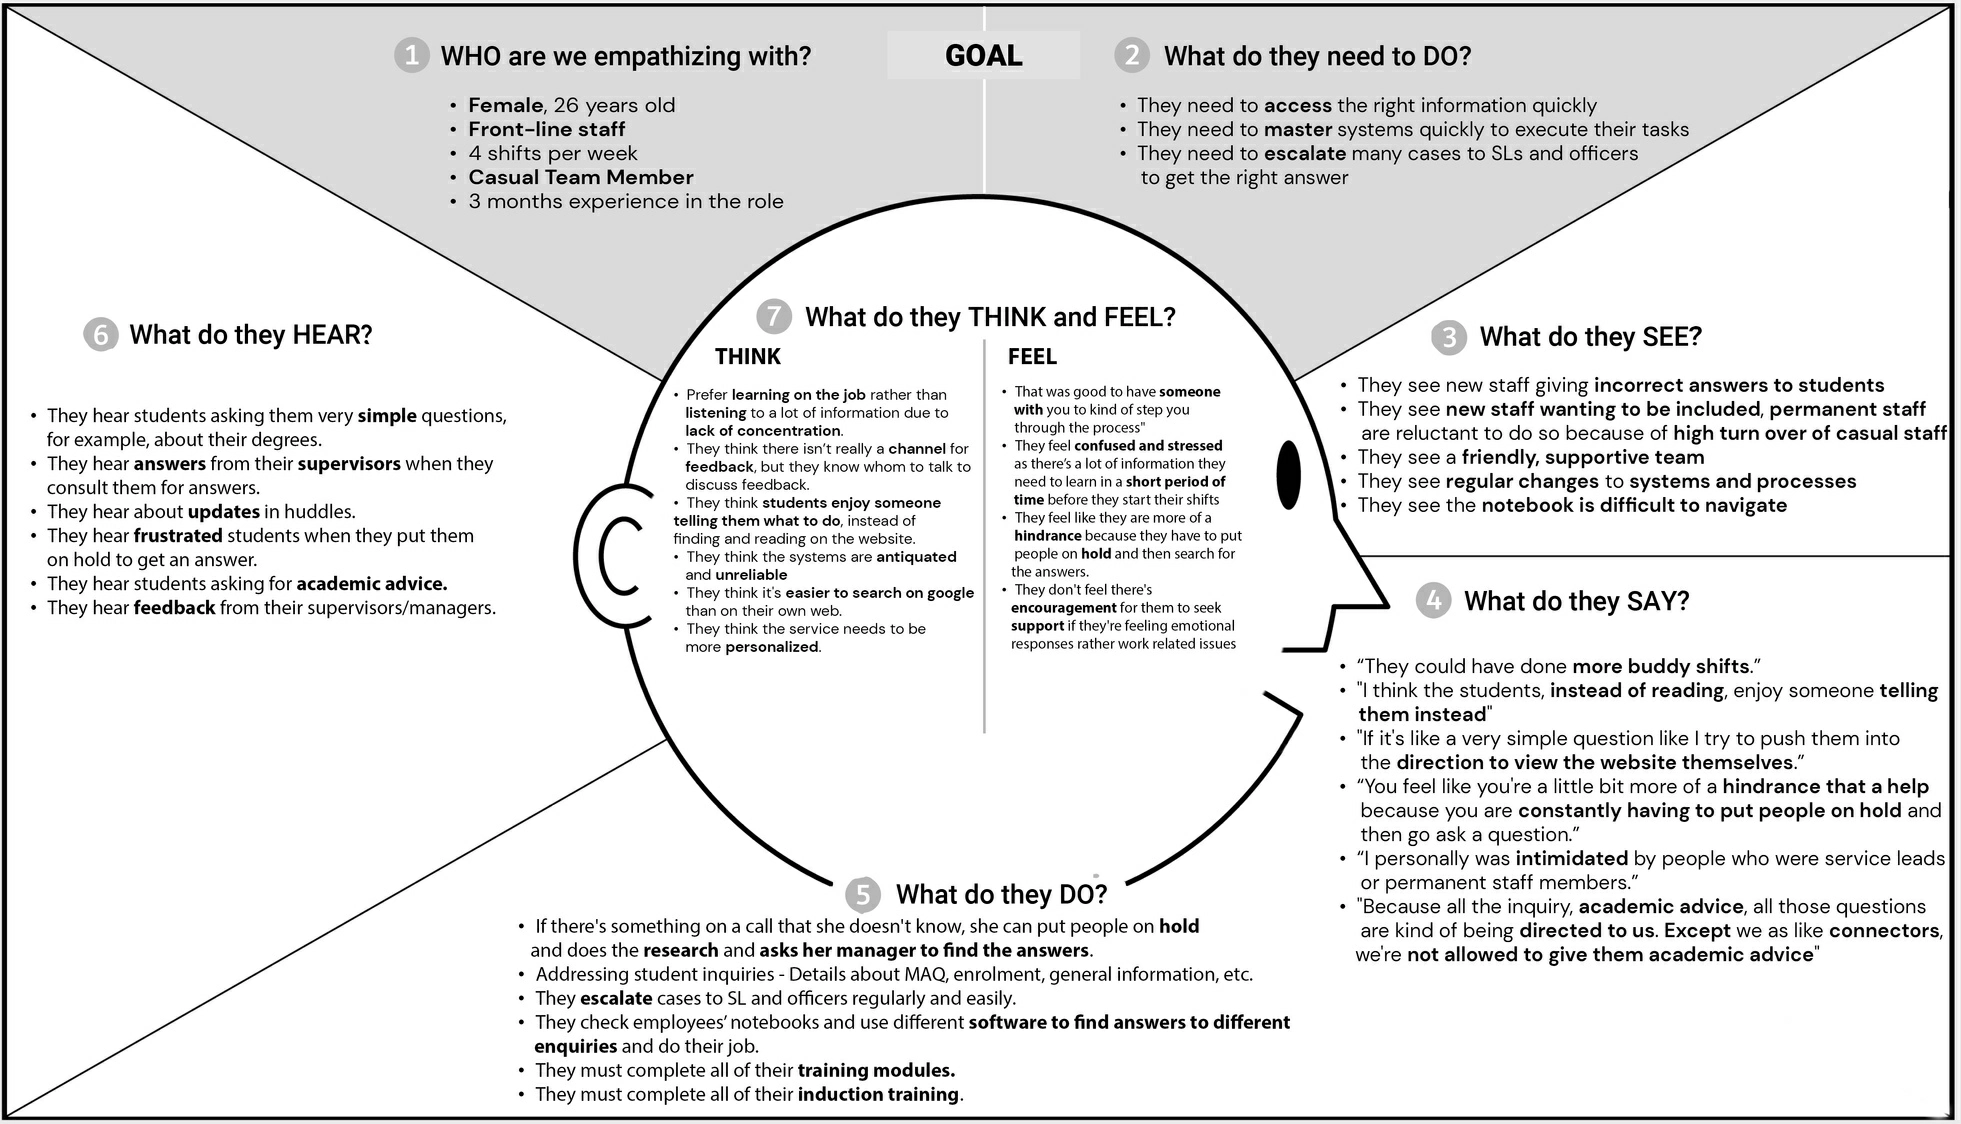 GOAL
1 WHO are we empathizing with?
• Female, 26 years old
• Front-line staff
• 4 shifts per week
• Casual Team Member
• 3 months experience in the role
2 What do they need to DO?
• They need to access the right information quickly
• They need to master systems quickly to execute their tasks
• They need to escalate many cases to SLs and officers
to get the right answer
3 What do they SEE?
• They see new staff giving incorrect answers to students
• They see new staff wanting to be included, permanent staff
are reluctant to do so because of high turn over of casual staff
• They see a friendly, supportive team
• They see regular changes to systems and processes
• They see the notebook is difficult to navigate
4 What do they SAY?
• “They could have done more buddy shifts.”
• "I think the students, instead of reading, enjoy someone telling
them instead"
• "If it's like a very simple question like I try to push them into
the direction to view the website themselves.”
• “You feel like you're a little bit more of a hindrance that a help
because you are constantly having to put people on hold and
then go ask a question.”
• “I personally was intimidated by people who were service leads
or permanent staff members.”
• "Because all the inquiry, academic advice, all those questions
are kind of being directed to us. Except we as like connectors,
we're not allowed to give them academic advice"
5 What do they DO?
• If there's something on a call that she doesn't know, she can put people on hold
and does the research and asks her manager to find the answers.
• Addressing student inquiries - Details about MAQ, enrolment, general information, etc.
• They escalate cases to SL and officers regularly and easily.
• They check employees’ notebooks and use different software to find answers to different
enquiries and do their job.
• They must complete all of their training modules.
• They must complete all of their induction training.
6 What do they HEAR?
• They hear students asking them very simple questions,
for example, about their degrees.
• They hear answers from their supervisors when they
consult them for answers.
• They hear about updates in huddles.
• They hear frustrated students when they put them
on hold to get an answer.
• They hear students asking for academic advice.
• They hear feedback from their supervisors/managers.
7 What do they THINK and FEEL?
THINK
• Prefer learning on the job rather than
listening to a lot of information due to
lack of concentration.
• They think there isn’t really a channel for
feedback, but they know whom to talk to
discuss feedback.
• They think students enjoy someone
telling them what to do, instead of
finding and reading on the website.
• They think the systems are antiquated
and unreliable
• They think it's easier to search on google
than on their own web.
• They think the service needs to be
more personalized.
FEEL
• That was good to have someone
with you to kind of step you
through the process"
• They feel confused and stressed
as there's a lot of information they
need to learn in a short period of
time before they start their shifts
• They feel like they are more of a
hindrance because they have to put
people on hold and then search for
the answers.
• They don't feel there's
encouragement for them to seek
support if they're feeling emotional
responses rather work related issues